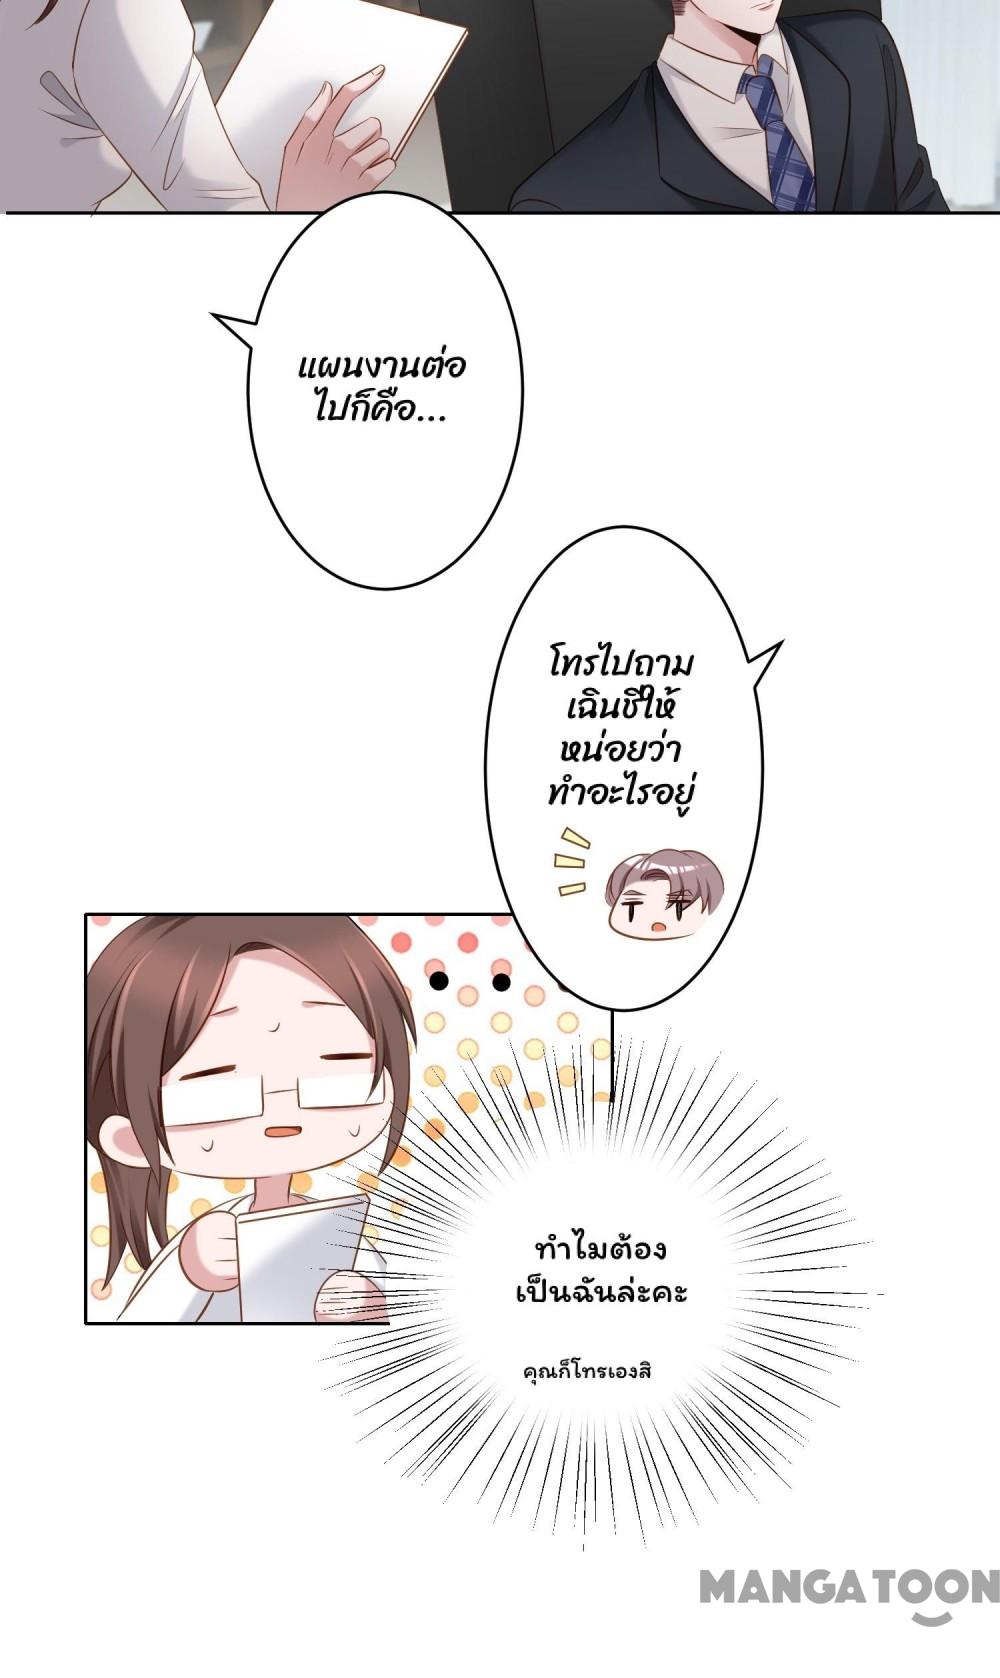 แผนงานต่อ
ไปก็คือ...
โทรไปถาม
เฉินซีให้
หน่อยว่า
ทำอะไรอยู่
ทำไมต้อง
เป็นฉันล่ะคะ
คุณก็โทรเองสิ
MANGATOON